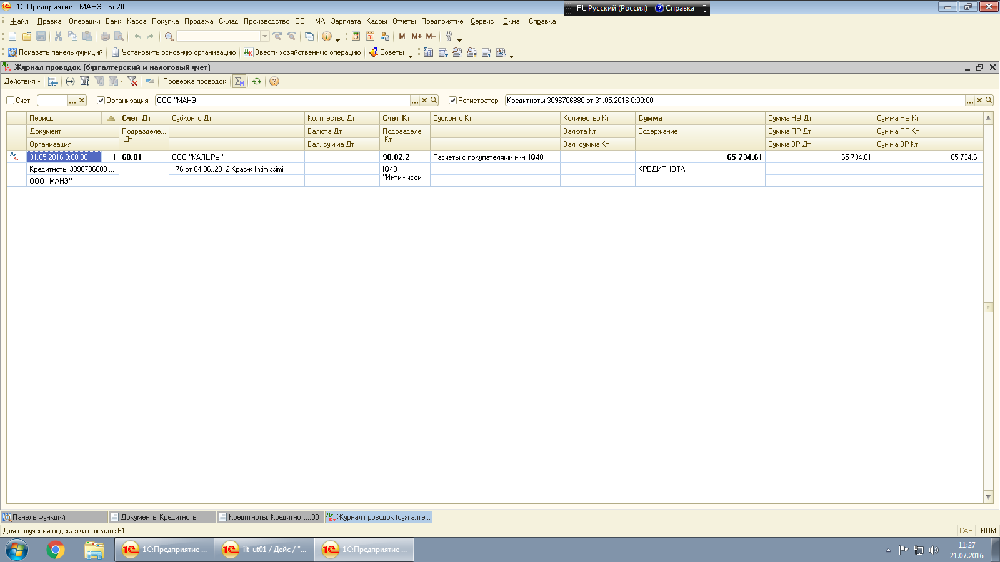 1С:Предприятие - МАНЭ - Бп20
RU Русский (Россия) Справка
Файл Правка Операции Банк Касса Покупка Продажа Склад Производство ОС НМА Зарплата Кадры Отчеты Предприятие Сервис Окна Справка
M M+ M-
Показать панель функций Установить основную организацию Ввести хозяйственную операцию Советы
Журнал проводок (бухгалтерский и налоговый учет)
Действия Проверка проводок
Счет: ... Организация: ООО "МАНЭ" ... Регистратор: Кредитноты 3096706880 от 31.05.2016 0:00:00 ...
Период Счет Дт Субконто Дт Количество Дт Счет Кт Субконто Кт Количество Кт Сумма Сумма НУ Дт Сумма НУ Кт
Документ Подразделе... Дт Валюта Дт Подразделе... Кт Валюта Кт Содержание Сумма ПР Дт Сумма ПР Кт
Организация Вал. сумма Дт Вал. сумма Кт Сумма ВР Дт Сумма ВР Кт
31.05.2016 0:00:00 1 60.01 ООО "КАЛЦРУ" 90.02.2 Расчеты с покупателями м-н IQ48 65 734,61 65 734,61 65 734,61
Кредитноты 3096706880 ... 176 от 04.06..2012 Крас-к Intimissimi IQ48 "Интимисси... КРЕДИТНОТА
ООО "МАНЭ"
Панель функций Документы Кредитноты Кредитноты: Кредитнот...:00 Журнал проводок (бухгалте...
Для получения подсказки нажмите F1 CAP NUM
1С:Предприятие ... ilt-ut01 / Дейс / "... 1С:Предприятие ... 11:27
21.07.2016